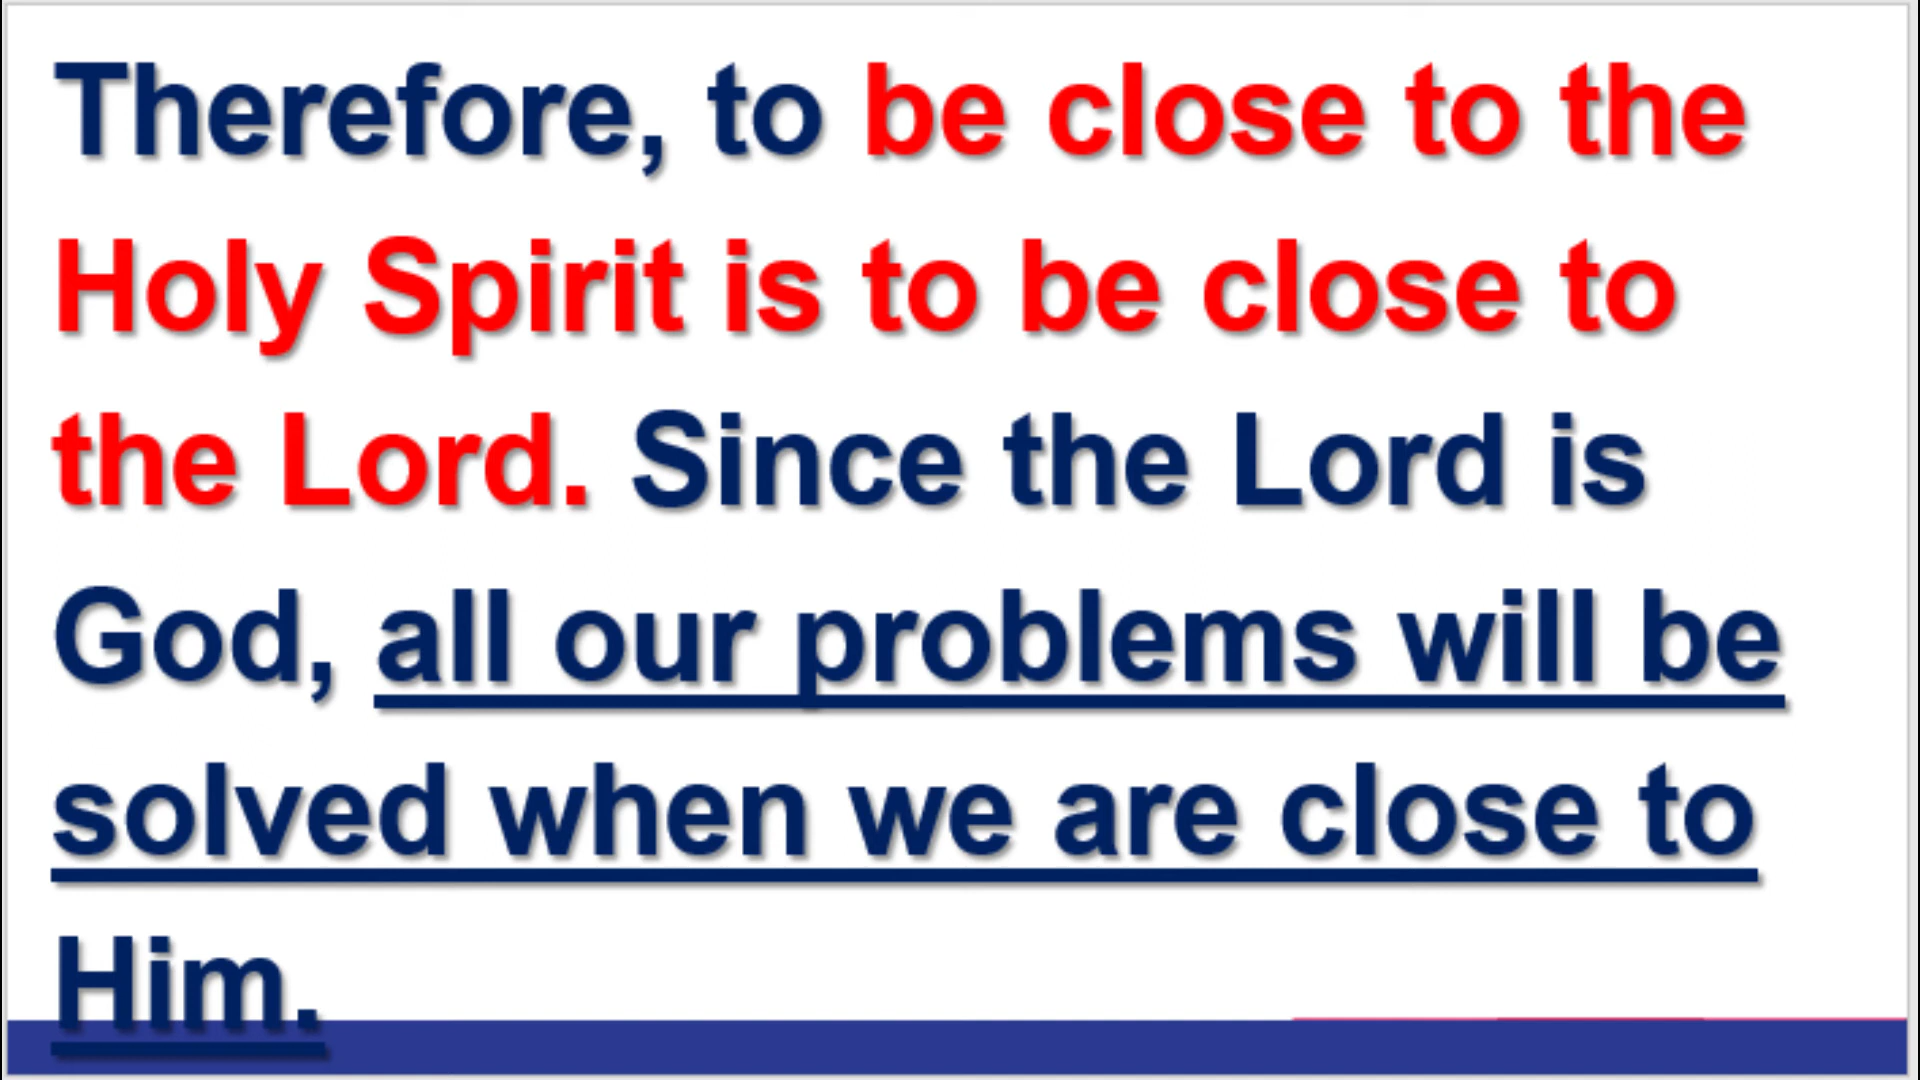 Therefore, to be close to the
Holy Spirit is to be close to
the Lord. Since the Lord is
God, all our problems will be
solved when we are close to
Him.